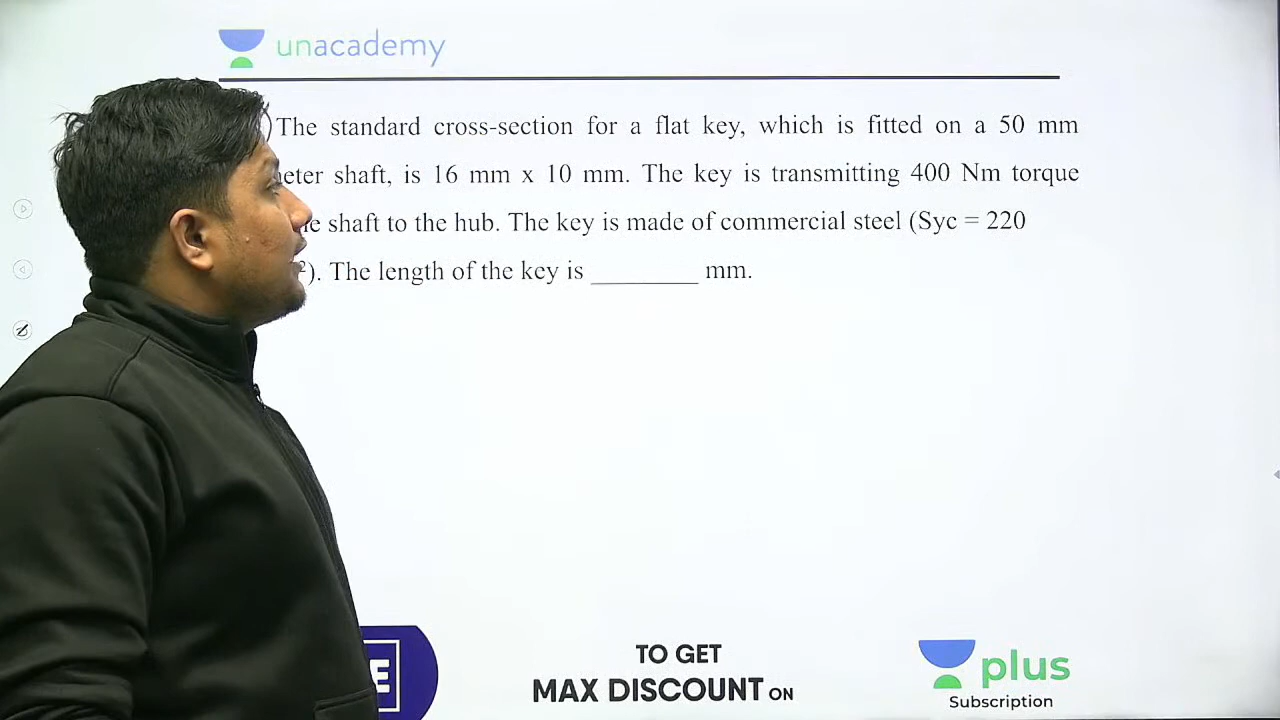 unacademy
The standard cross-section for a flat key, which is fitted on a 50 mm
shaft, is 16 mm x 10 mm. The key is transmitting 400 Nm torque
shaft to the hub. The key is made of commercial steel (Syc = 220
²). The length of the key is ________ mm.
E
TO GET
MAX DISCOUNT ON
plus
Subscription